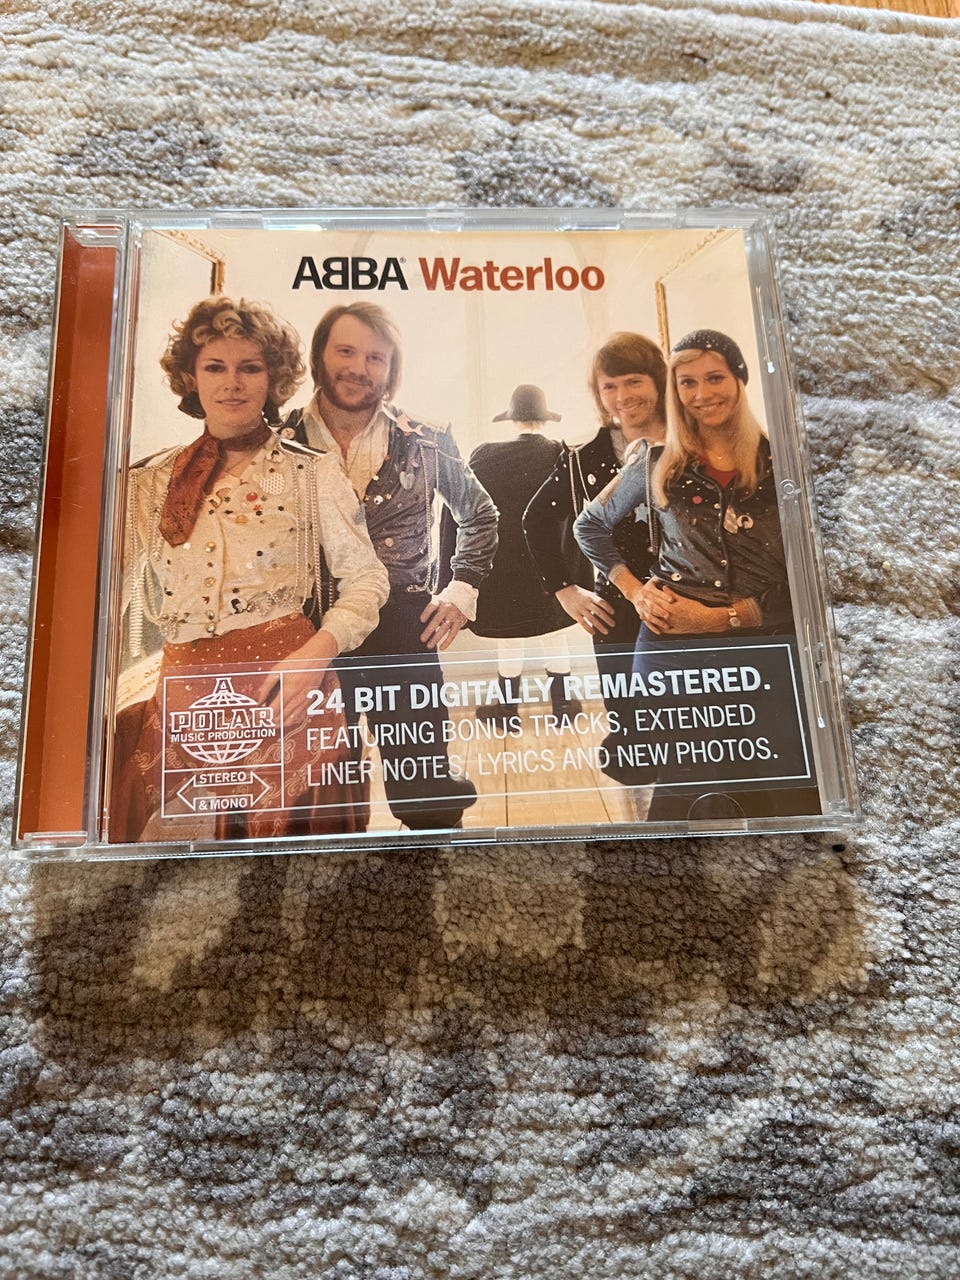 ABBA® Waterloo
A
POLAR
MUSIC PRODUCTION
STEREO
& MONO
24 BIT DIGITALLY REMASTERED.
FEATURING BONUS TRACKS, EXTENDED
LINER NOTES, LYRICS AND NEW PHOTOS.